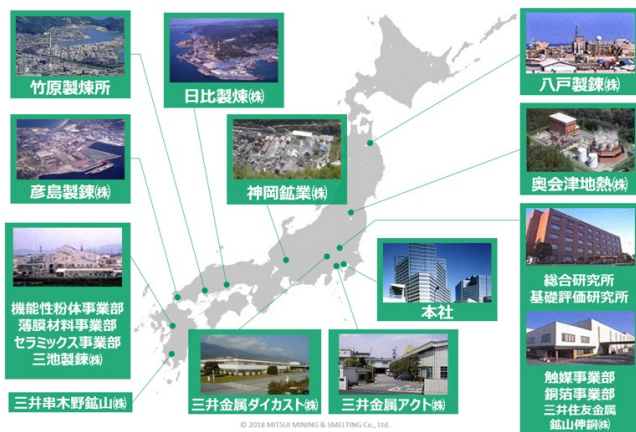 竹原製煉所
日比製煉㈱
八戸製錬㈱
彦島製錬㈱
神岡鉱業㈱
奥会津地熱㈱
機能性粉体事業部
薄膜材料事業部
セラミックス事業部
三池製錬㈱
本社
総合研究所
基礎評価研究所
三井串木野鉱山㈱
三井金属ダイカスト㈱
三井金属アクト㈱
触媒事業部
銅箔事業部
三井住友金属
鉱山伸銅㈱
© 2018 MITSUI MINING & SMELTING Co., Ltd.